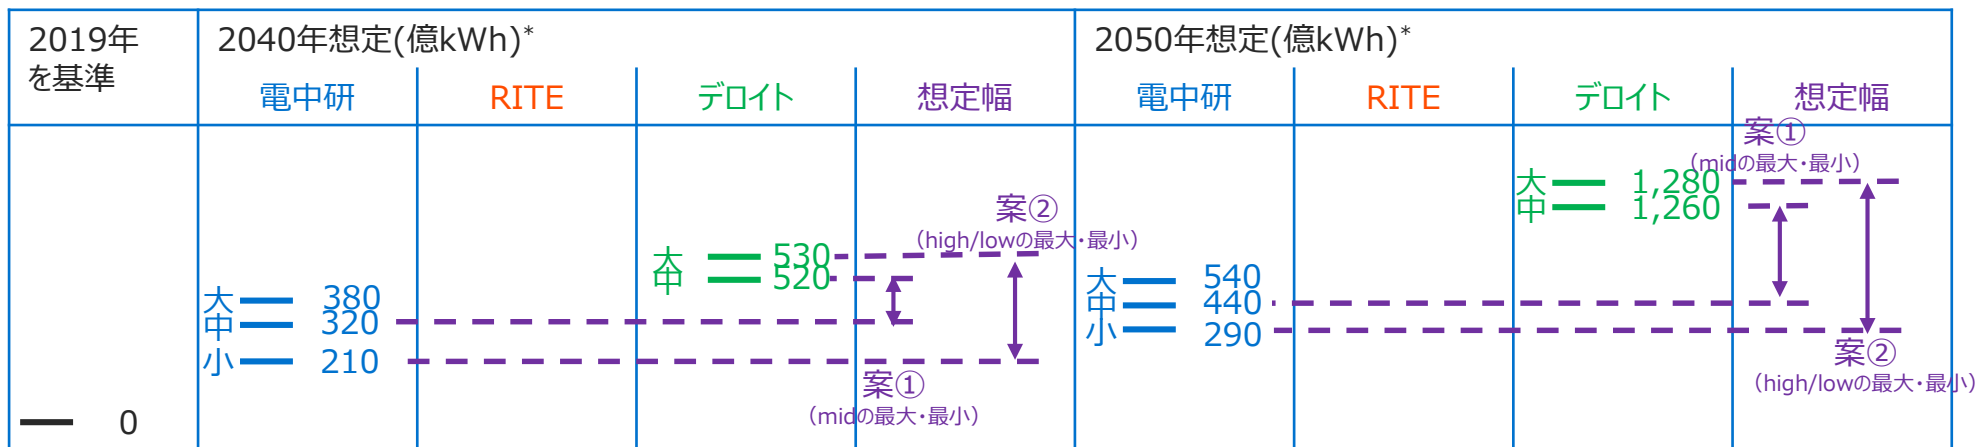 2019年
を基準
2040年想定(億kWh)*
2050年想定(億kWh)*
電中研
RITE
デロイト
想定幅
電中研
RITE
デロイト
想定幅
大 380
中 320
小 210
大 530
中 520
案②
（high/lowの最大・最小）
案①
（midの最大・最小）
大 540
中 440
小 290
大 1,280
中 1,260
案①
（midの最大・最小）
案②
（high/lowの最大・最小）
0